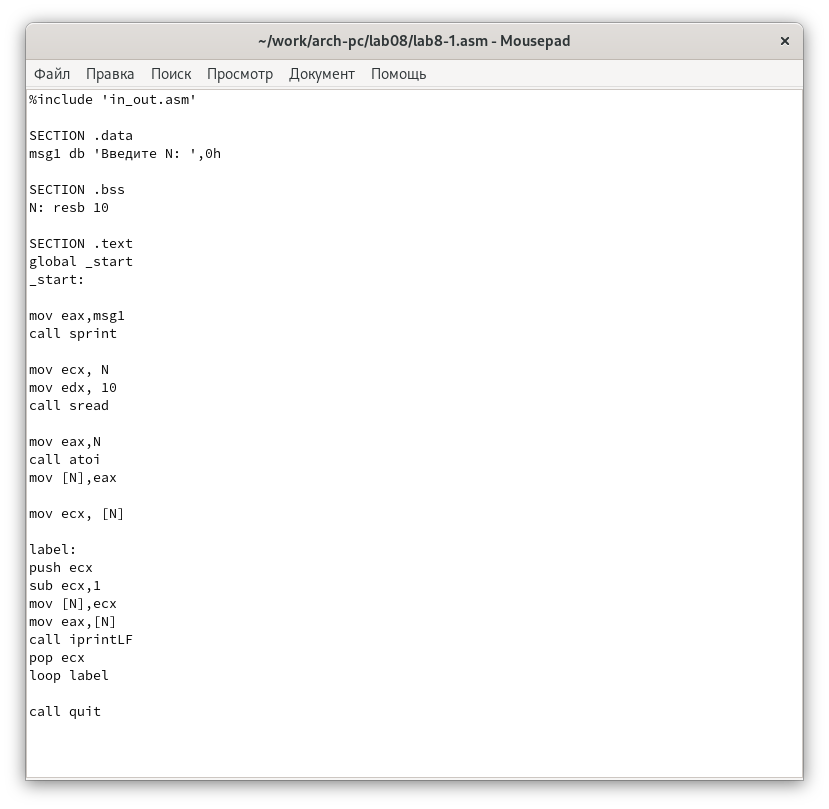 ~/work/arch-pc/lab08/lab8-1.asm - Mousepad
Файл Правка Поиск Просмотр Документ Помощь
%include 'in_out.asm'
SECTION .data
msg1 db 'Введите N: ',0h
SECTION .bss
N: resb 10
SECTION .text
global _start
_start:
mov eax,msg1
call sprint
mov ecx, N
mov edx, 10
call sread
mov eax,N
call atoi
mov [N],eax
mov ecx, [N]
label:
push ecx
sub ecx,1
mov [N],ecx
mov eax,[N]
call iprintLF
pop ecx
loop label
call quit